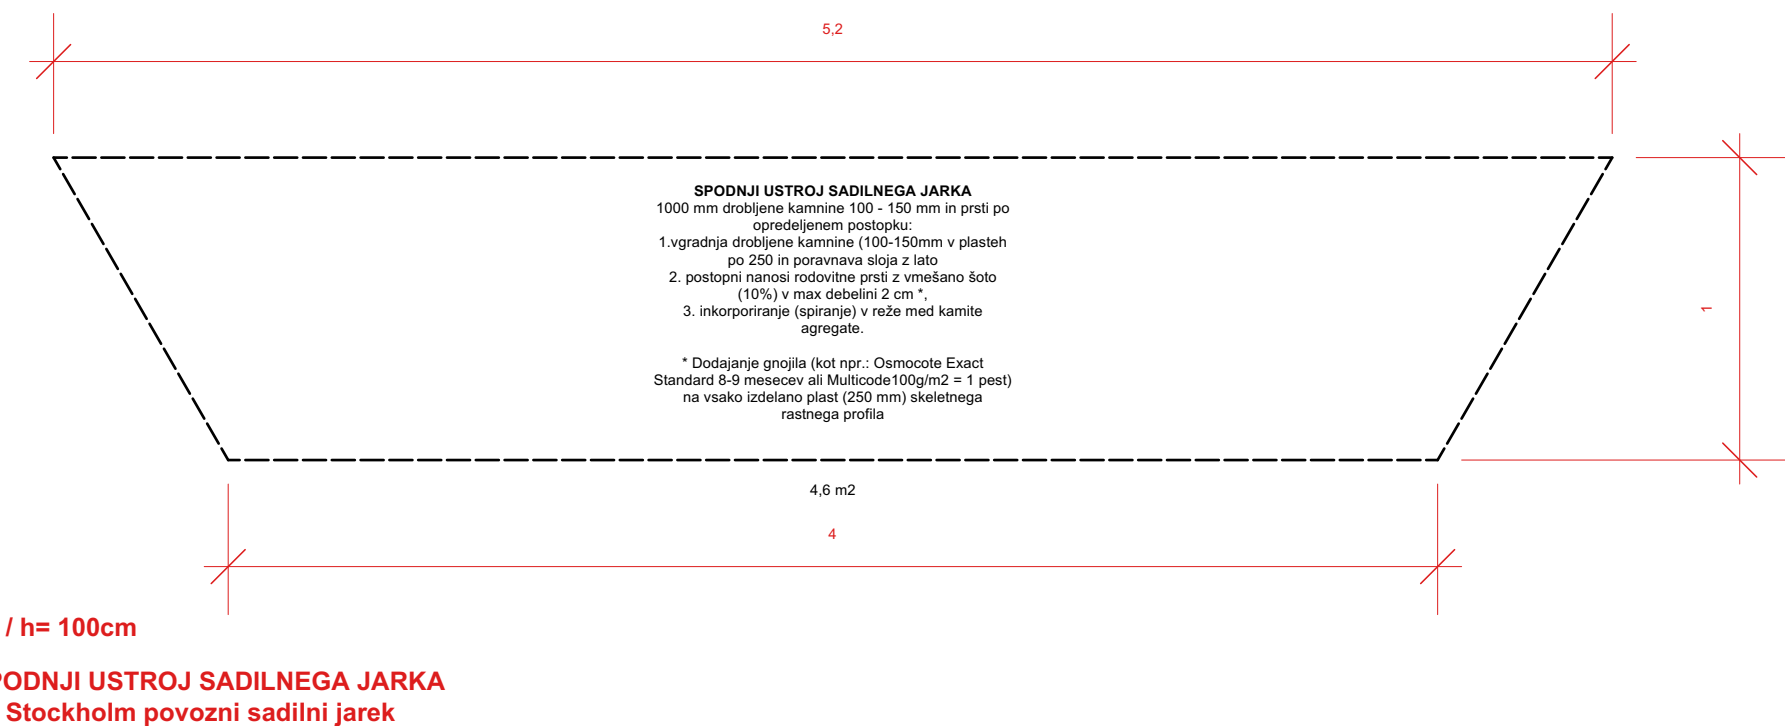 5,2
SPODNJI USTROJ SADILNEGA JARKA
1000 mm drobljene kamnine 100 - 150 mm in prsti po
opredeljenem postopku:
1.vgradnja drobljene kamnine (100-150mm v plasteh
po 250 in poravnava sloja z lato
2. postopni nanosi rodovitne prsti z vmešano šoto
(10%) v max debelini 2 cm *,
3. inkorporiranje (spiranje) v reže med kamite
agregate.
* Dodajanje gnojila (kot npr.: Osmocote Exact
Standard 8-9 mesecev ali Multicode100g/m2 = 1 pest)
na vsako izdelano plast (250 mm) skeletnega
rastnega profila
1
4,6 m2
4
/ h= 100cm
PODNJI USTROJ SADILNEGA JARKA
Stockholm povozni sadilni jarek